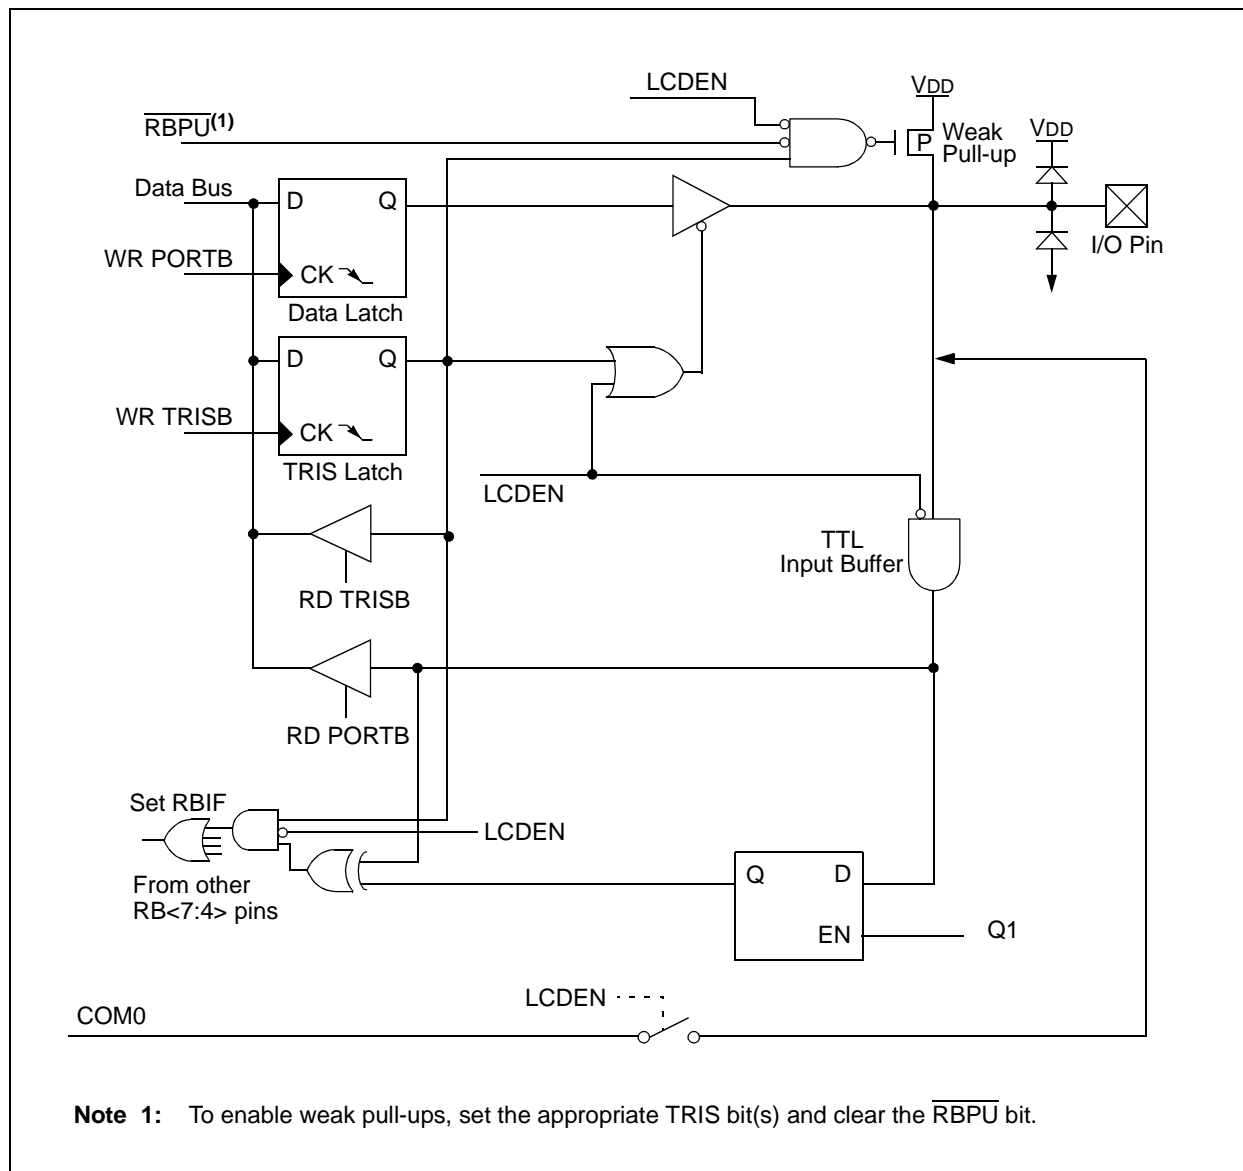 LCDEN
VDD
RBPU(1)
Weak
Pull-up
P
VDD
Data Bus
D Q
WR PORTB
CK
Data Latch
I/O Pin
D Q
WR TRISB
CK
TRIS Latch
LCDEN
TTL
Input Buffer
RD TRISB
RD PORTB
Set RBIF
LCDEN
From other
RB<7:4> pins
Q D
EN
Q1
LCDEN
COM0
Note 1: To enable weak pull-ups, set the appropriate TRIS bit(s) and clear the RBPU bit.